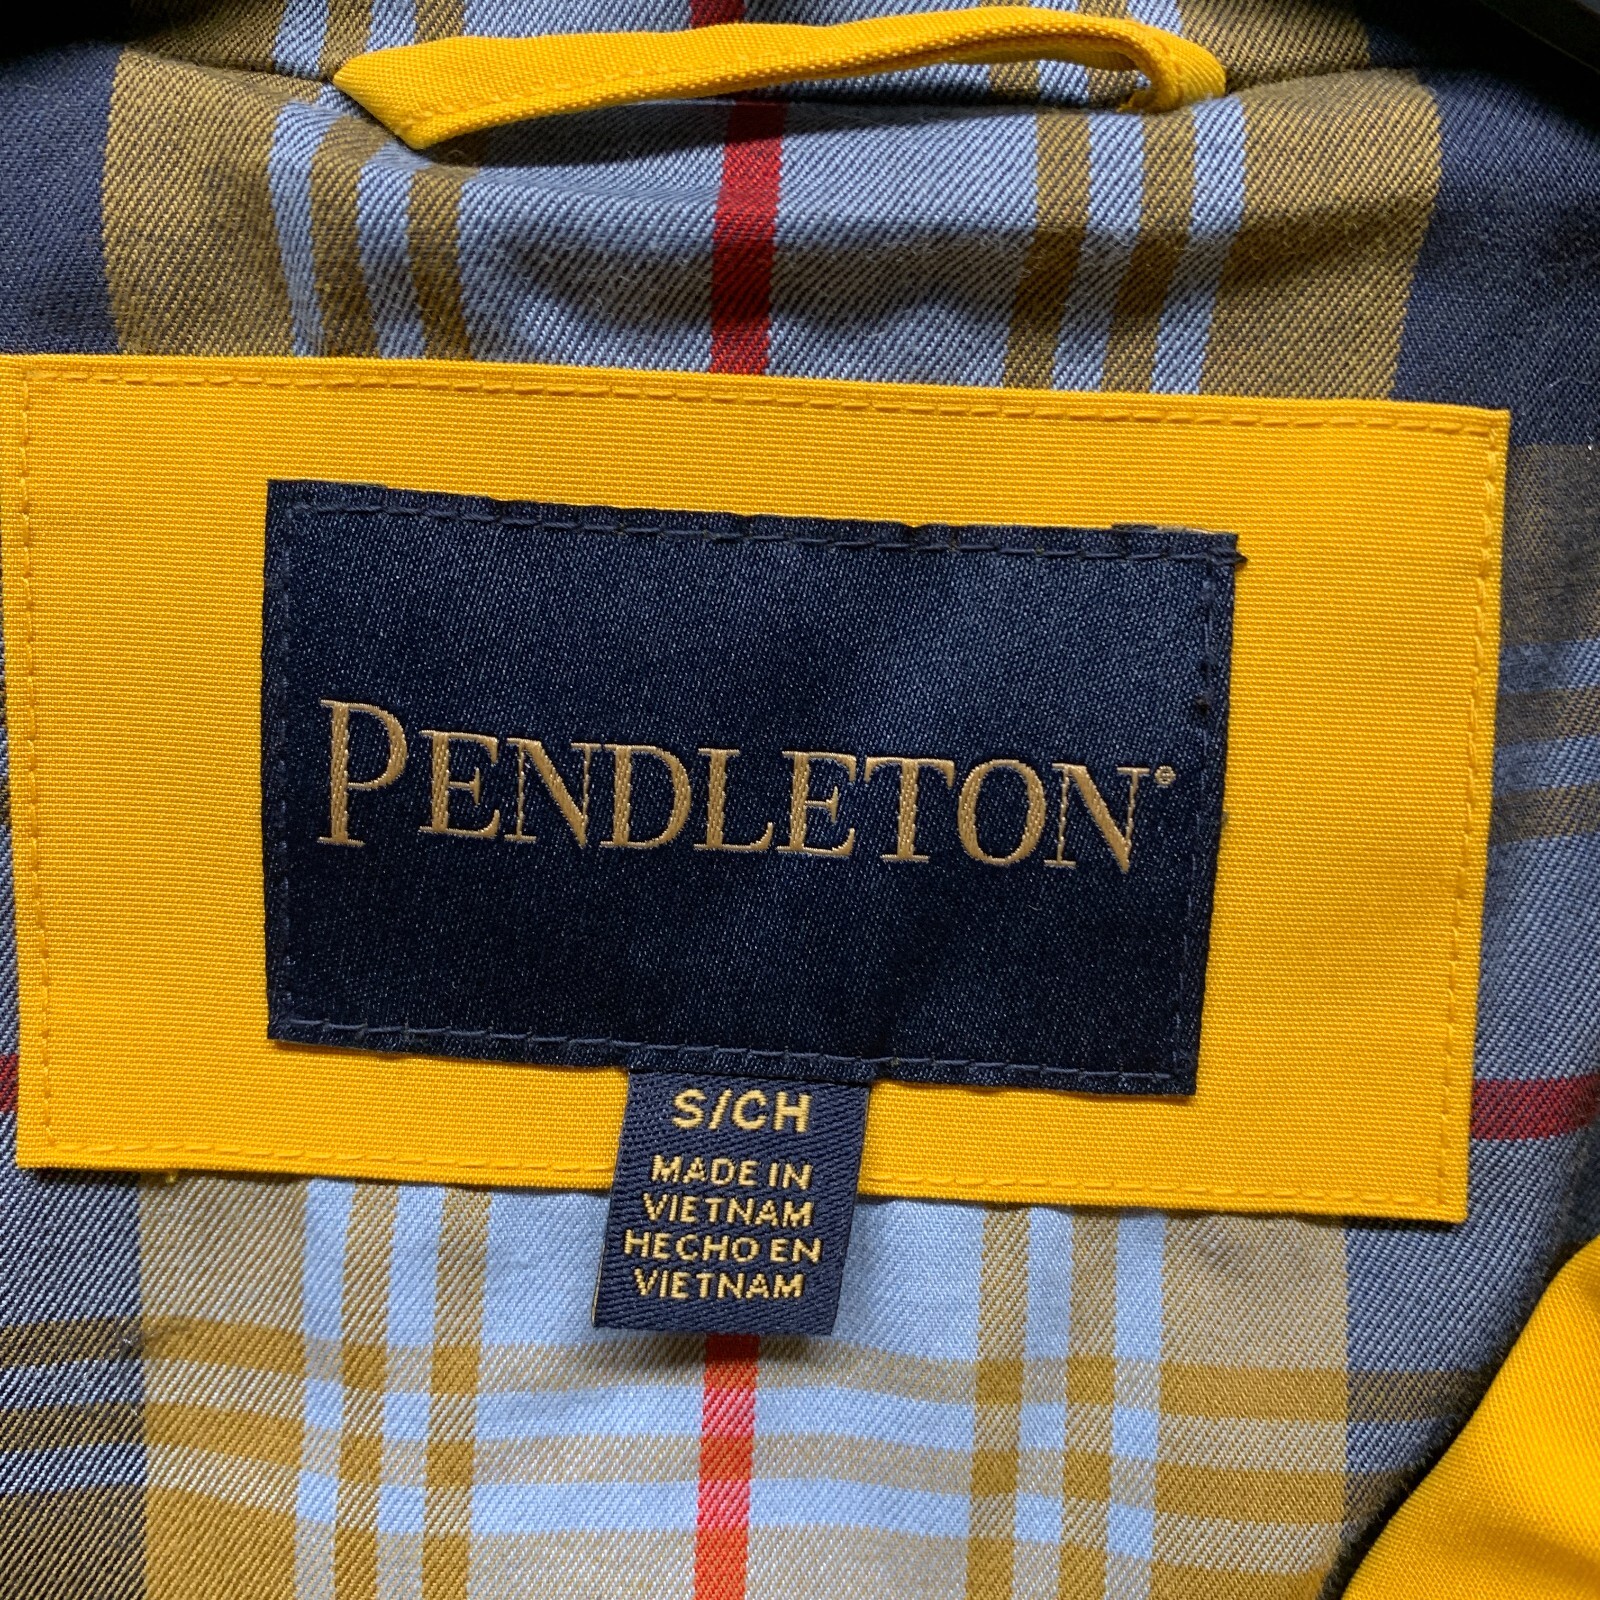 PENDLETON®
S/CH
MADE IN
VIETNAM
HECHO EN
VIETNAM